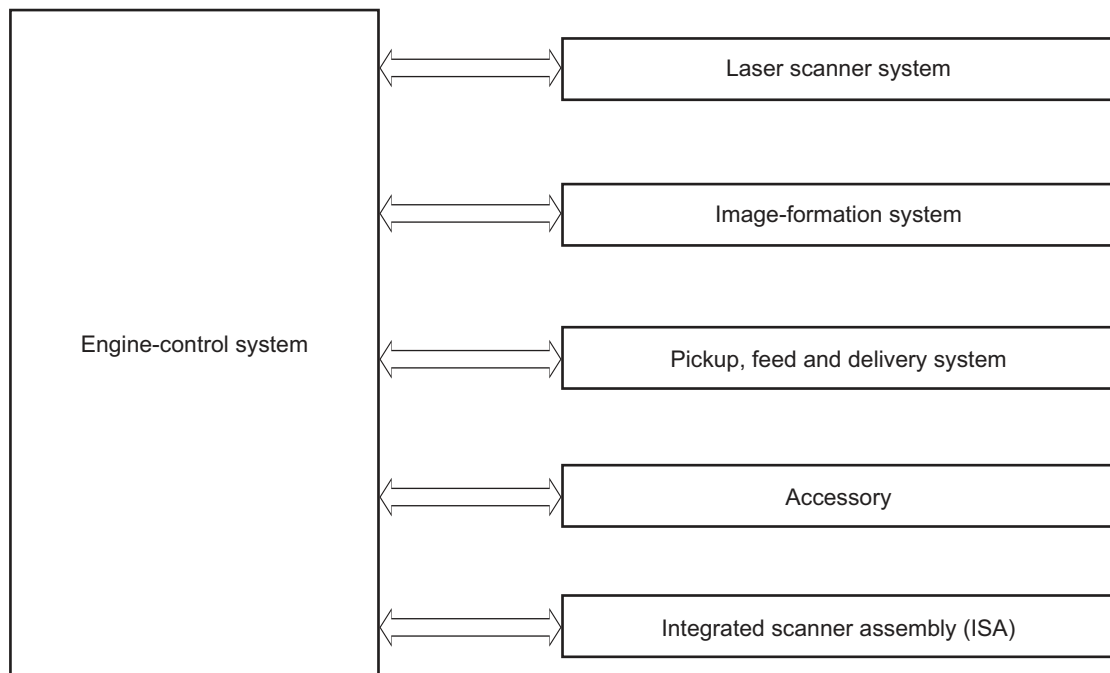 Laser scanner system
Image-formation system
Engine-control system
Pickup, feed and delivery system
Accessory
Integrated scanner assembly (ISA)